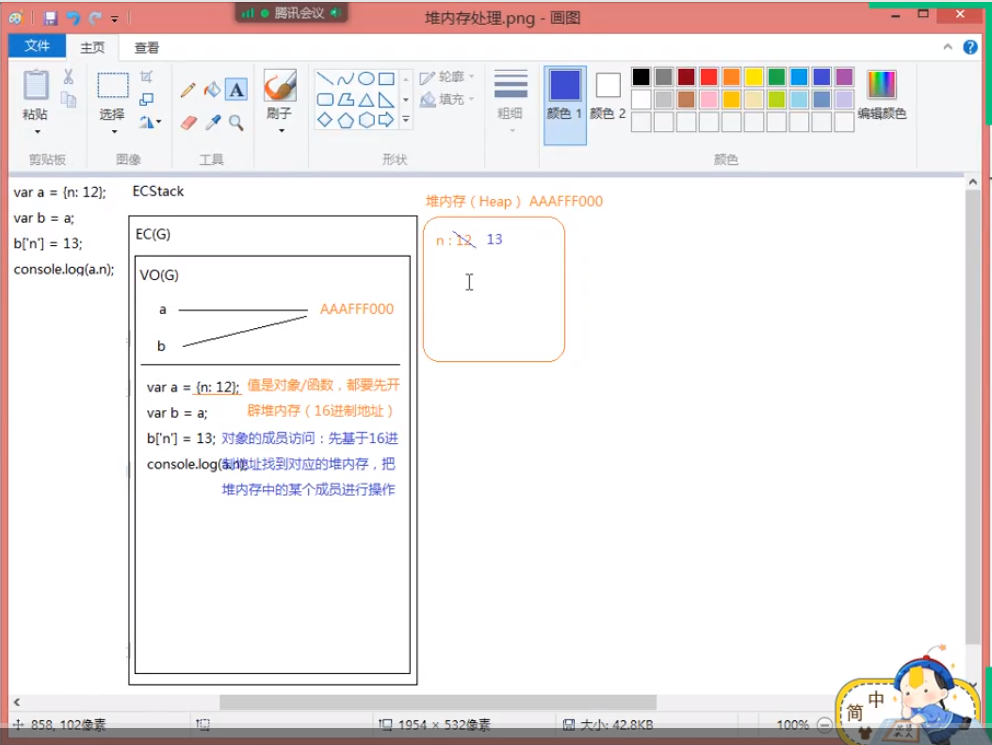 腾讯会议
堆内存处理.png - 画图
文件 主页 查看
粘贴
选择
刷子
轮廓
填充
粗细
颜色 1
颜色 2
编辑颜色
剪贴板
图像
工具
形状
颜色
var a = {n: 12};
var b = a;
b['n'] = 13;
console.log(a.n);
ECStack
EC(G)
VO(G)
a
AAAFFF000
b
var a = {n: 12}; 值是对象/函数，都要先开
var b = a; 辟堆内存（16进制地址）
b['n'] = 13; 对象的成员访问：先基于16进
console.log(a.n); 制地址找到对应的堆内存，把
堆内存中的某个成员进行操作
堆内存（Heap） AAAFFF000
n : 12 13
858, 102像素
1954 × 532像素
大小: 42.8KB
100%
中
简